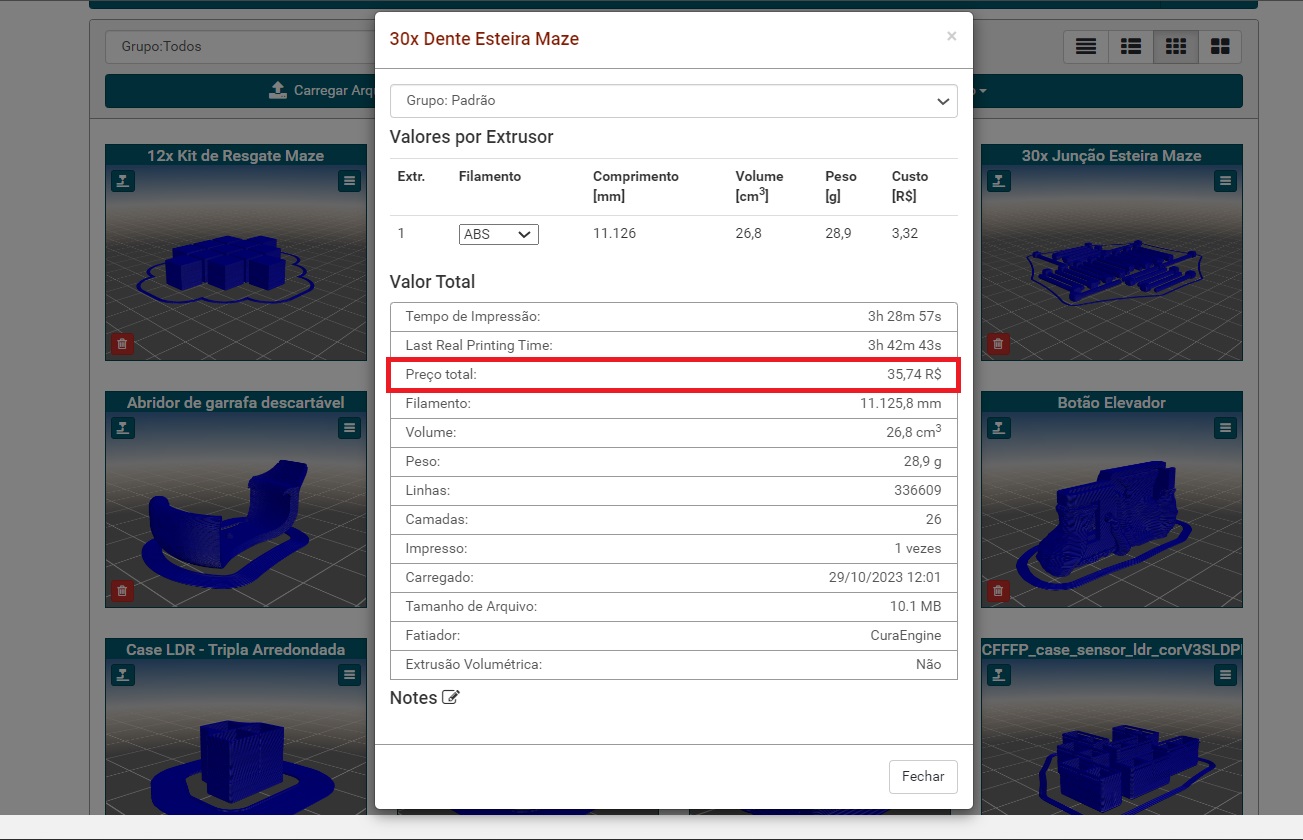 Grupo:Todos
Carregar Arqu
12x Kit de Resgate Maze
30x Junção Esteira Maze
Abridor de garrafa descartável
Botão Elevador
Case LDR - Tripla Arredondada
CFFFP_case_sensor_ldr_corV3SLDP
30x Dente Esteira Maze
×
Grupo: Padrão
Valores por Extrusor
Extr. Filamento Comprimento [mm] Volume [cm³] Peso [g] Custo [R$]
1 ABS 11.126 26,8 28,9 3,32
Valor Total
Tempo de Impressão: 3h 28m 57s
Last Real Printing Time: 3h 42m 43s
Preço total: 35,74 R$
Filamento: 11.125,8 mm
Volume: 26,8 cm³
Peso: 28,9 g
Linhas: 336609
Camadas: 26
Impresso: 1 vezes
Carregado: 29/10/2023 12:01
Tamanho de Arquivo: 10.1 MB
Fatiador: CuraEngine
Extrusão Volumétrica: Não
Notes
Fechar